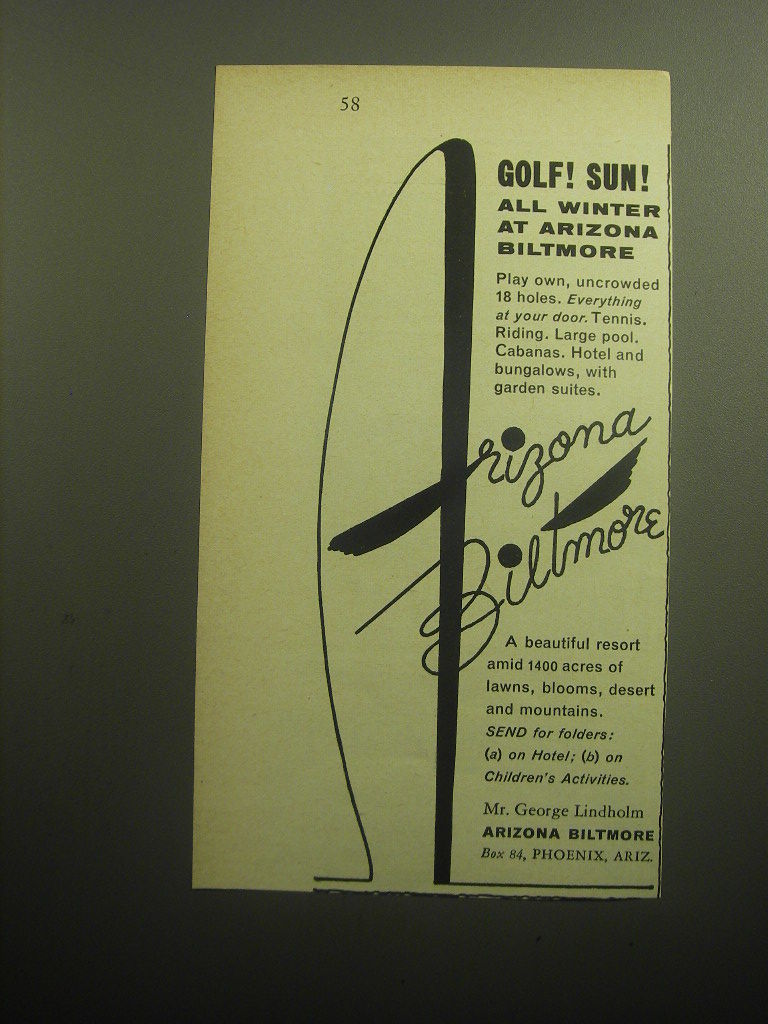 58
GOLF! SUN!
ALL WINTER
AT ARIZONA
BILTMORE
Play own, uncrowded
18 holes. Everything
at your door. Tennis.
Riding. Large pool.
Cabanas. Hotel and
bungalows, with
garden suites.
Arizona
Biltmore
A beautiful resort
amid 1400 acres of
lawns, blooms, desert
and mountains.
SEND for folders:
(a) on Hotel; (b) on
Children's Activities.
Mr. George Lindholm
ARIZONA BILTMORE
Box 84, PHOENIX, ARIZ.